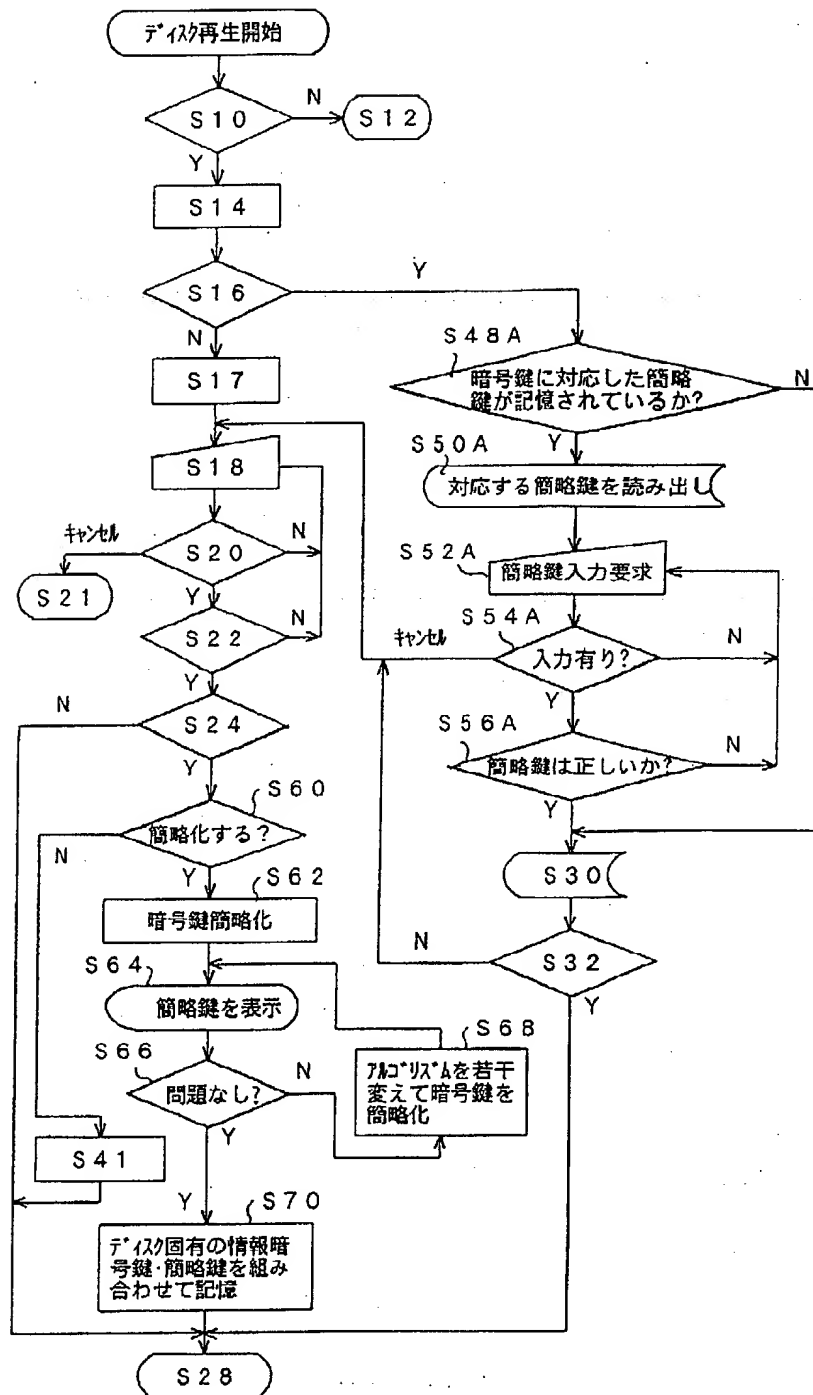 ディスク再生開始
S10
N
S12
Y
S14
S16
Y
N
S17
S18
キャンセル
S20
N
S21
Y
S22
N
Y
N
S24
Y
S60
簡略化する?
N
Y
S62
暗号鍵簡略化
S64
簡略鍵を表示
S66
問題なし?
N
Y
S68
アルゴリズムを若干
変えて暗号鍵を
簡略化
S41
Y
S70
ディスク固有の情報暗
号鍵・簡略鍵を組み
合わせて記憶
S28
S48A
暗号鍵に対応した簡略
鍵が記憶されているか?
N
Y
S50A
対応する簡略鍵を読み出し
S52A
簡略鍵入力要求
S54A
キャンセル
入力有り?
N
Y
S56A
簡略鍵は正しいか?
N
Y
S30
N
S32
Y